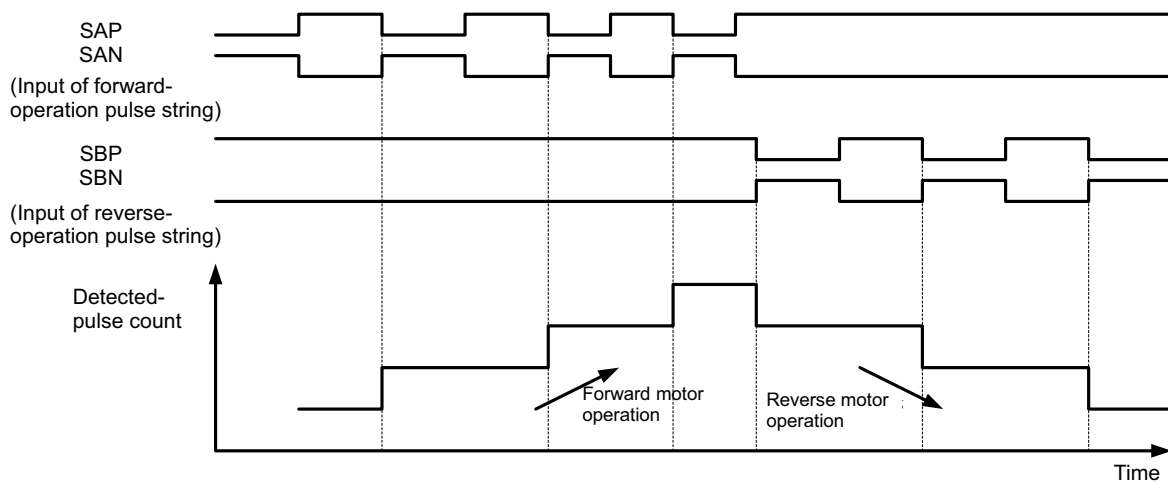 SAP
SAN
(Input of forward-
operation pulse string)
SBP
SBN
(Input of reverse-
operation pulse string)
Detected-
pulse count
Forward motor
operation
Reverse motor
operation
Time